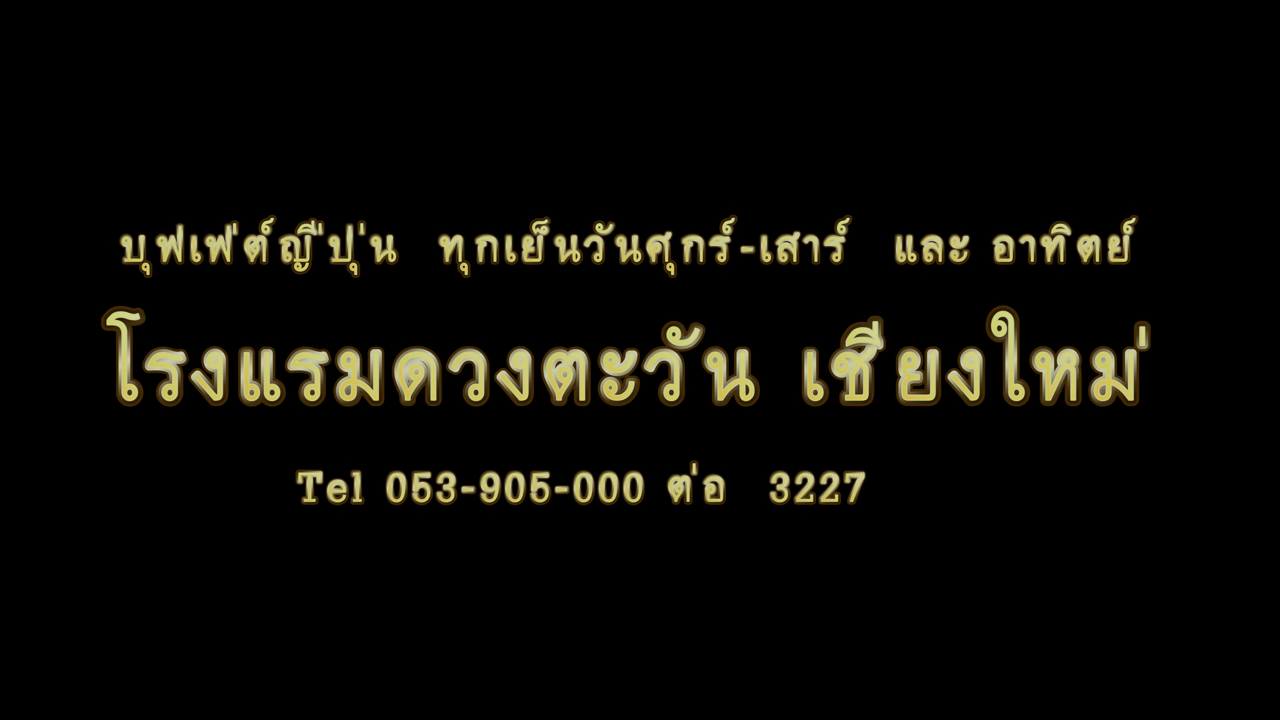 บุฟเฟ่ต์ญี่ปุ่น ทุกเย็นวันศุกร์-เสาร์ และ อาทิตย์
โรงแรมดวงตะวัน เชียงใหม่
Tel 053-905-000 ต่อ 3227